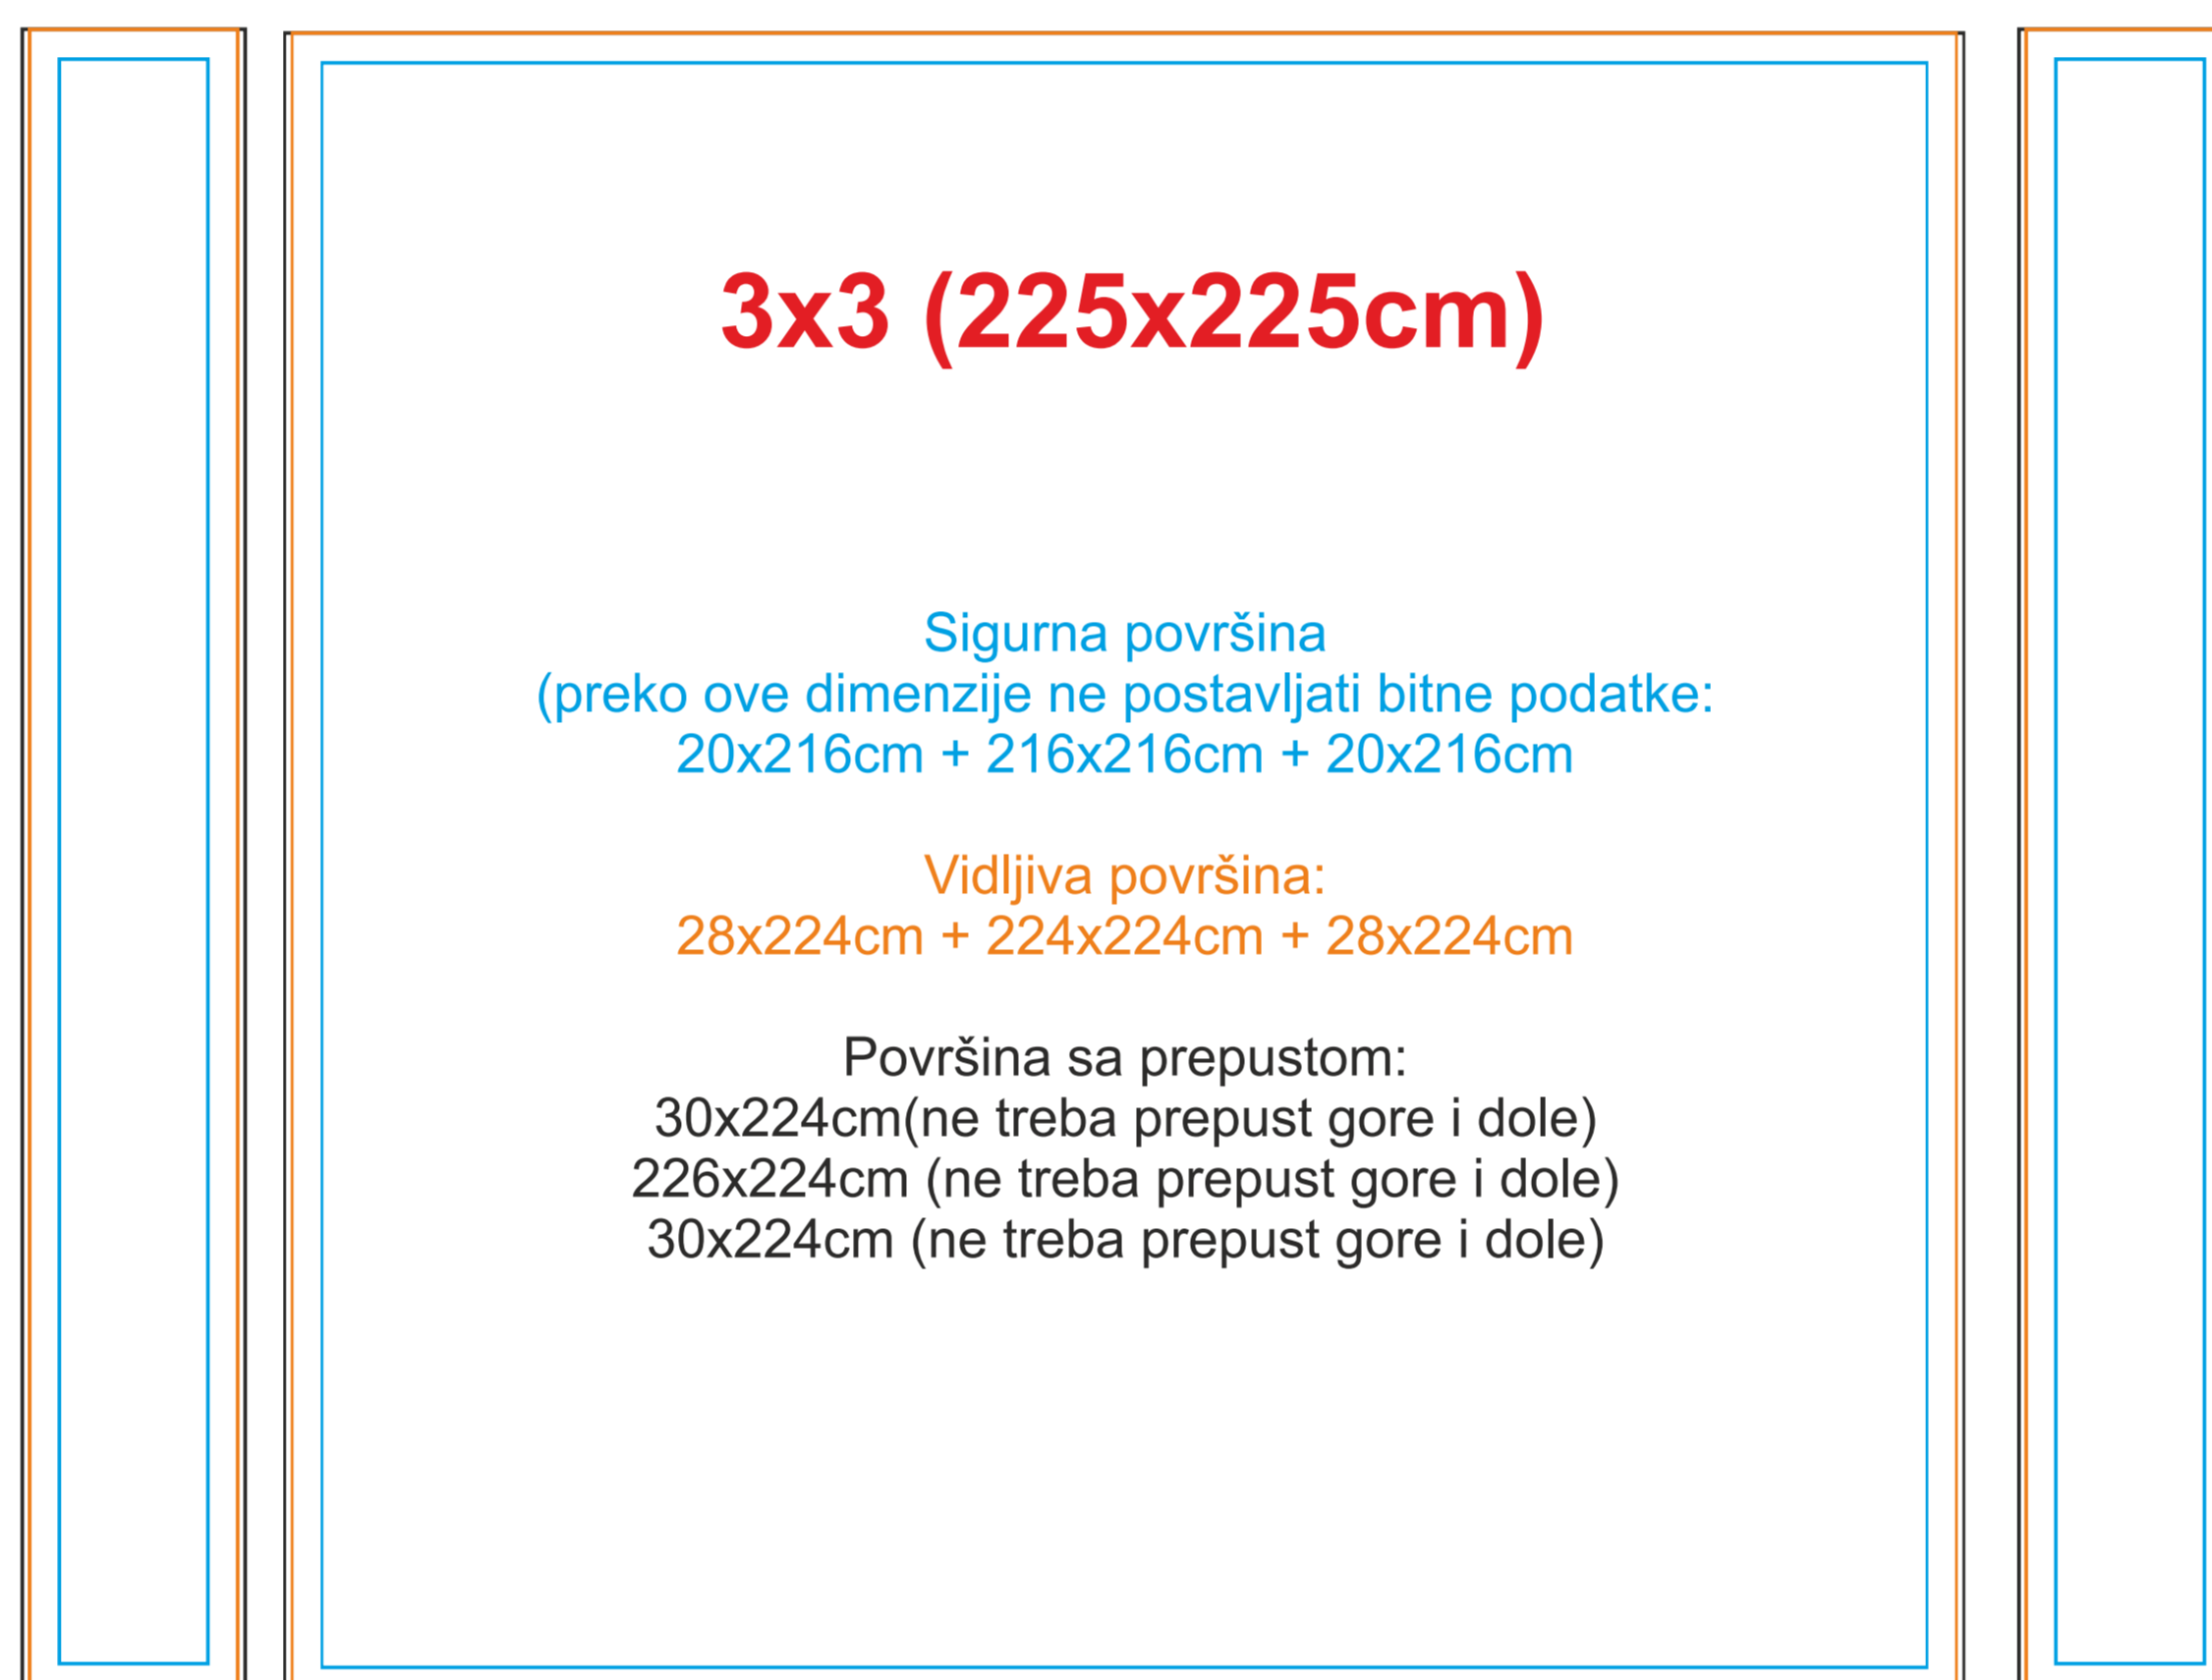 3x3 (225x225cm)
Sigurna površina
(preko ove dimenzije ne postavljati bitne podatke:
20x216cm + 216x216cm + 20x216cm
Vidljiva površina:
28x224cm + 224x224cm + 28x224cm
Površina sa prepustom:
30x224cm(ne treba prepust gore i dole)
226x224cm (ne treba prepust gore i dole)
30x224cm (ne treba prepust gore i dole)